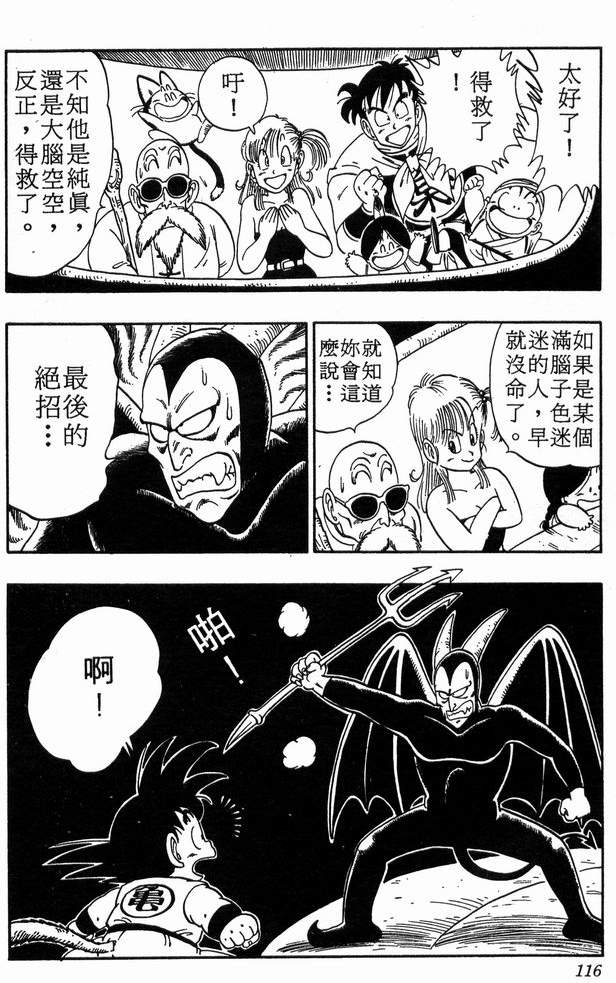 太好了！
得救了
！
吁！
不知他是純眞，
還是大腦空空，
反正，得救了。
如果是某個
滿腦子色迷
迷的人，早
就沒命了。
就知道
妳會這
麼說…
最後的
絕招…
啪！
啊！
龜
116